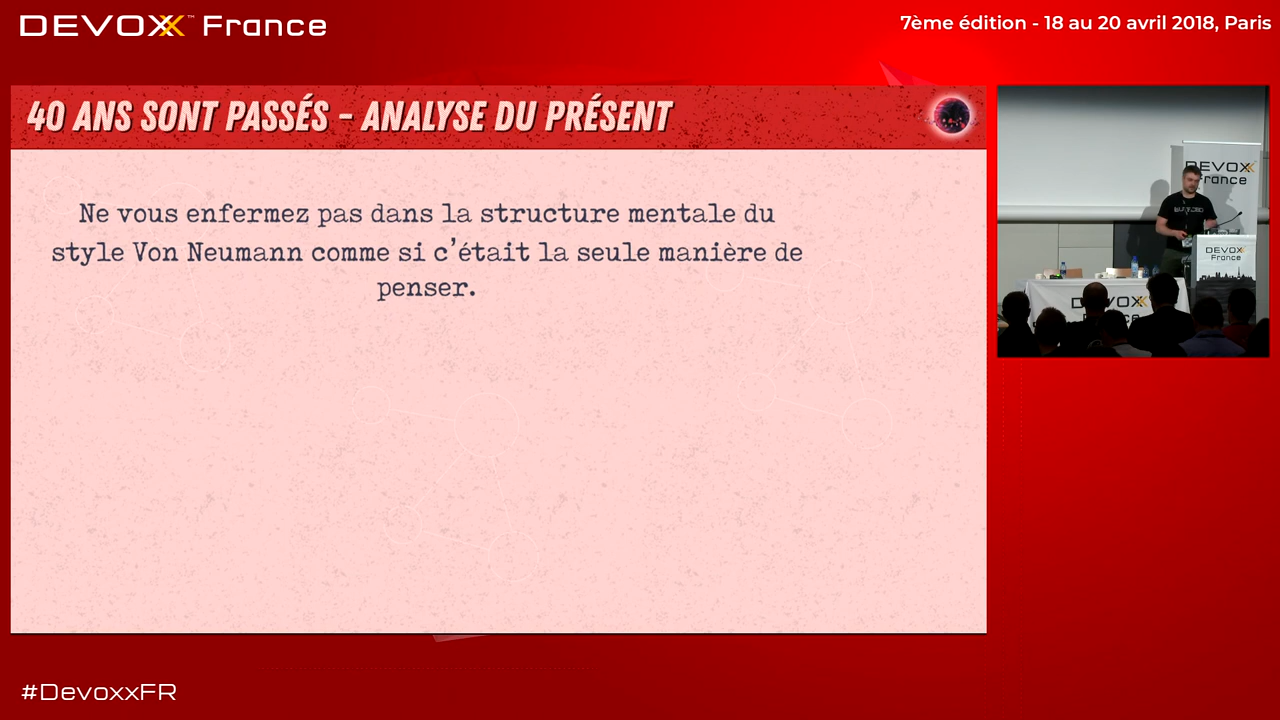 DEVOXX™ France
7ème édition - 18 au 20 avril 2018, Paris
40 ANS SONT PASSÉS - ANALYSE DU PRÉSENT
Ne vous enfermez pas dans la structure mentale du
style Von Neumann comme si c'était la seule manière de
penser.
DEVOXX
France
DEVOXX
France
DEVOXX
#DevoxxFR